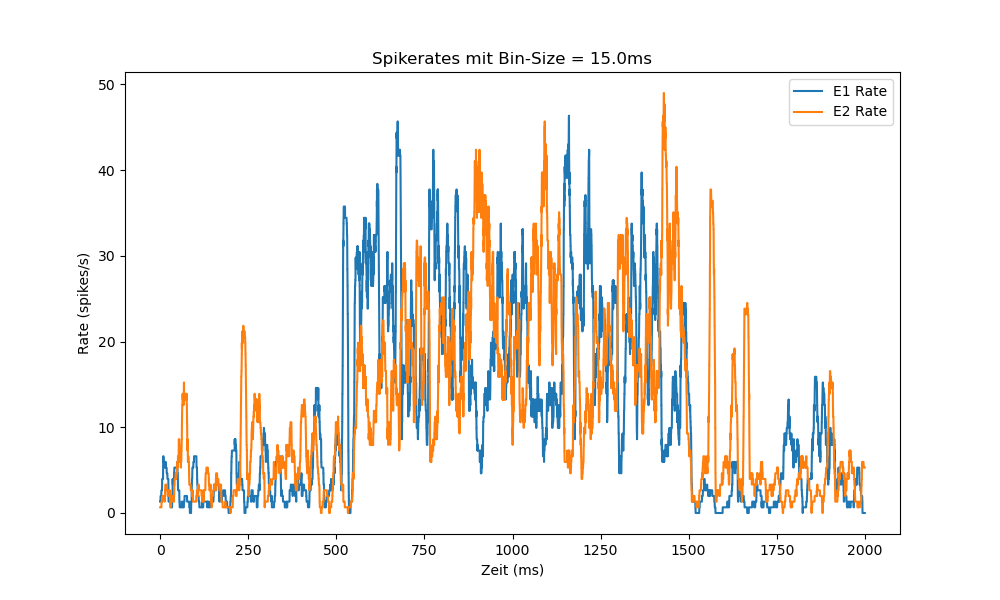 Spikerates mit Bin-Size = 15.0ms
E1 Rate
E2 Rate
Rate (spikes/s)
50
40
30
20
10
0
0 250 500 750 1000 1250 1500 1750 2000
Zeit (ms)